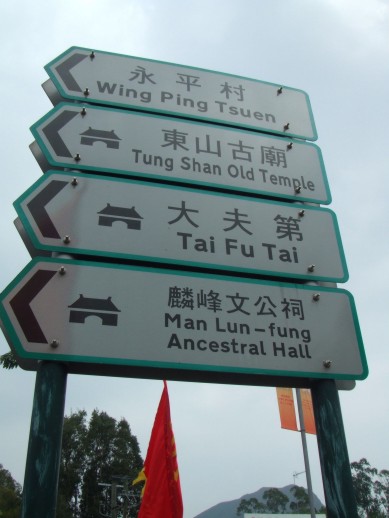 永平村
Wing Ping Tsuen
東山古廟
Tung Shan Old Temple
大夫第
Tai Fu Tai
麟峰文公祠
Man Lun-fung
Ancestral Hall